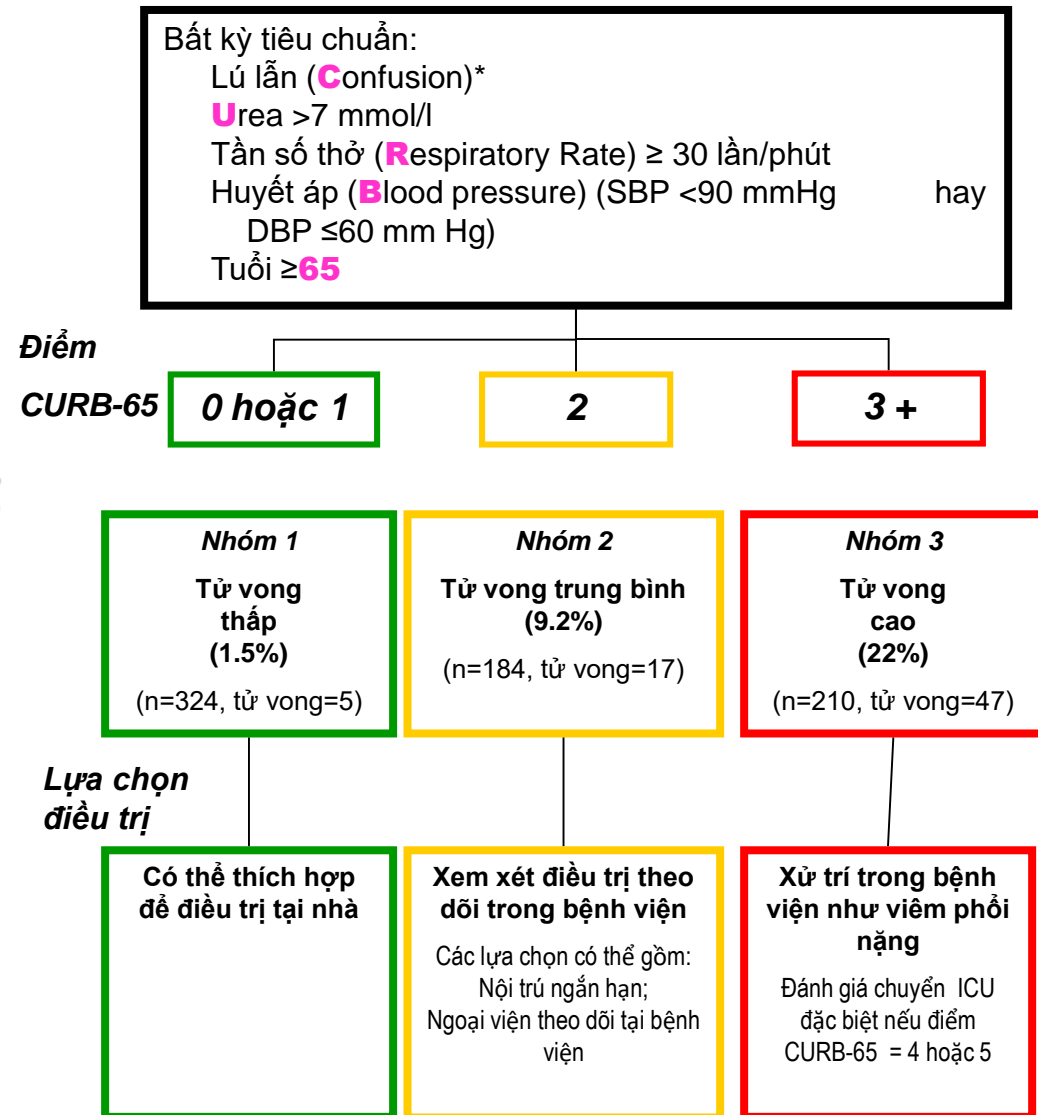 Bất kỳ tiêu chuẩn:
Lú lẫn (Confusion)*
Urea >7 mmol/l
Tần số thở (Respiratory Rate) ≥ 30 lần/phút
Huyết áp (Blood pressure) (SBP <90 mmHg hay
DBP ≤60 mm Hg)
Tuổi ≥65
Điểm
CURB-65
0 hoặc 1
2
3 +
Nhóm 1
Tử vong
thấp
(1.5%)
(n=324, tử vong=5)
Nhóm 2
Tử vong trung bình
(9.2%)
(n=184, tử vong=17)
Nhóm 3
Tử vong
cao
(22%)
(n=210, tử vong=47)
Lựa chọn
điều trị
Có thể thích hợp
để điều trị tại nhà
Xem xét điều trị theo
dõi trong bệnh viện
Các lựa chọn có thể gồm:
Nội trú ngắn hạn;
Ngoại viện theo dõi tại bệnh
viện
Xử trí trong bệnh
viện như viêm phổi
nặng
Đánh giá chuyển ICU
đặc biệt nếu điểm
CURB-65 = 4 hoặc 5